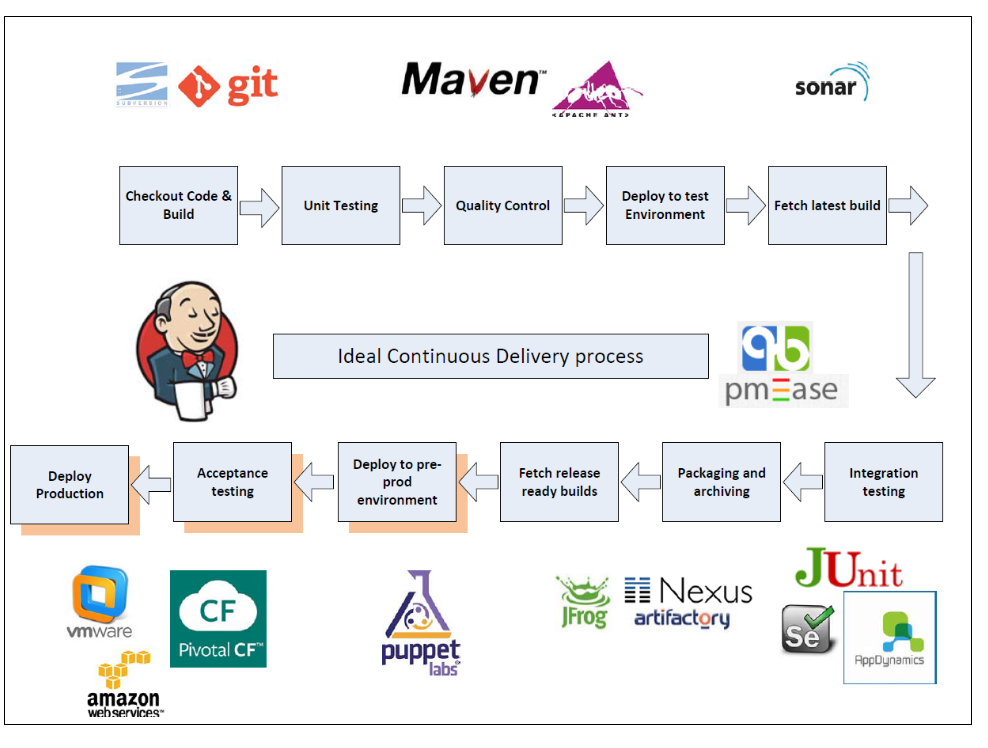 SUBVERSION
git
Maven™
<APACHE ANT>
sonar
Checkout Code &
Build
Unit Testing
Quality Control
Deploy to test
Environment
Fetch latest build
Ideal Continuous Delivery process
qb
pmEase
Deploy
Production
Acceptance
testing
Deploy to pre-
prod
environment
Fetch release
ready builds
Packaging and
archiving
Integration
testing
vmware
CF
Pivotal CF™
amazon
webservices™
puppet
labs®
JFrog
Nexus
artifactory
JUnit
Se
AppDynamics